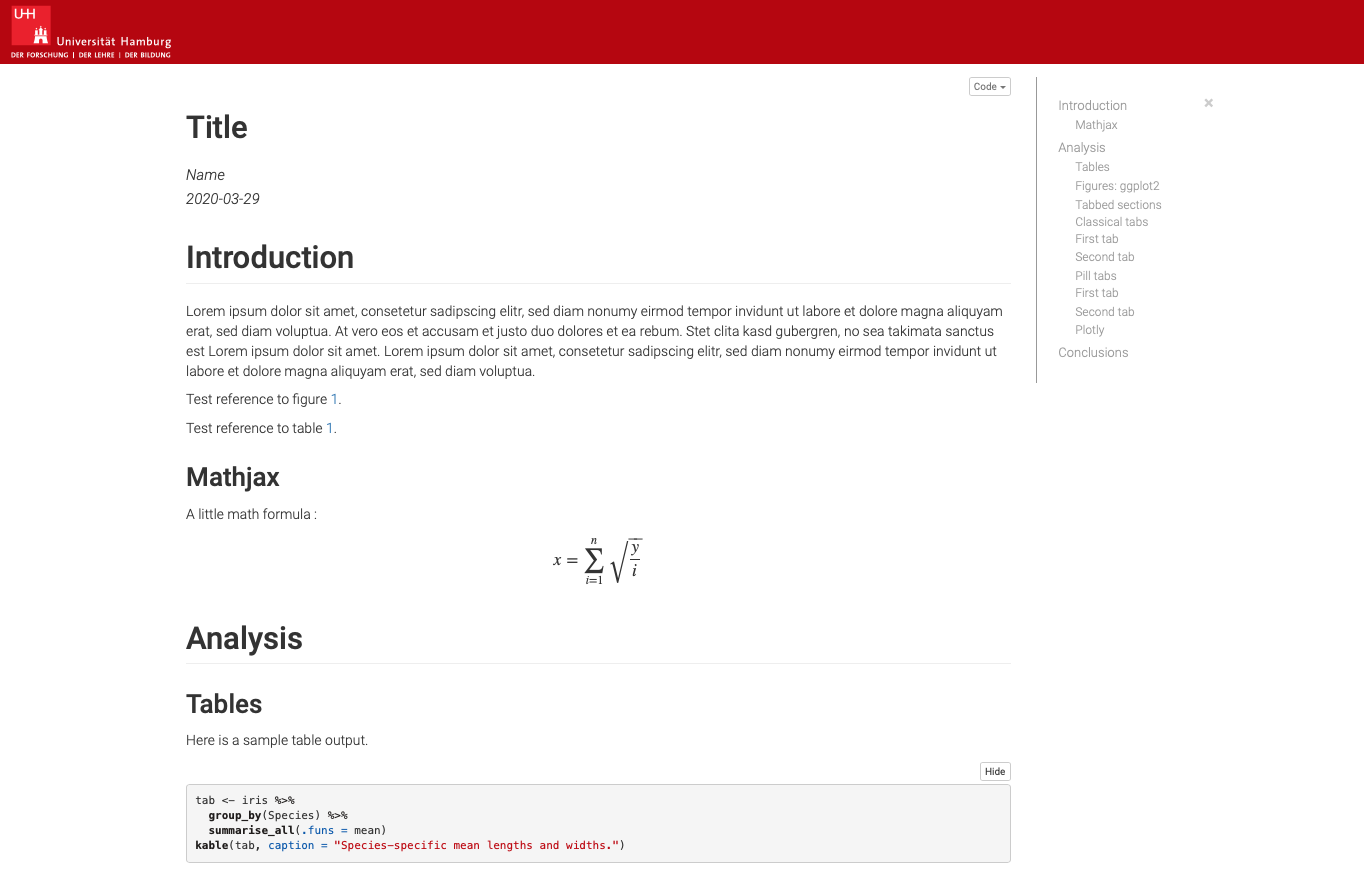 UHH
Universität Hamburg
DER FORSCHUNG | DER LEHRE | DER BILDUNG
Code
Title
Name
2020-03-29
Introduction
Lorem ipsum dolor sit amet, consetetur sadipscing elitr, sed diam nonumy eirmod tempor invidunt ut labore et dolore magna aliquyam
erat, sed diam voluptua. At vero eos et accusam et justo duo dolores et ea rebum. Stet clita kasd gubergren, no sea takimata sanctus
est Lorem ipsum dolor sit amet. Lorem ipsum dolor sit amet, consetetur sadipscing elitr, sed diam nonumy eirmod tempor invidunt ut
labore et dolore magna aliquyam erat, sed diam voluptua.
Test reference to figure 1.
Test reference to table 1.
Mathjax
A little math formula :
x = ∑_{i=1}^{n} √(y/i)
Analysis
Tables
Here is a sample table output.
Hide
tab <- iris %>%
  group_by(Species) %>%
  summarise_all(.funs = mean)
kable(tab, caption = "Species-specific mean lengths and widths.")
Introduction
Mathjax
Analysis
Tables
Figures: ggplot2
Tabbed sections
Classical tabs
First tab
Second tab
Pill tabs
First tab
Second tab
Plotly
Conclusions